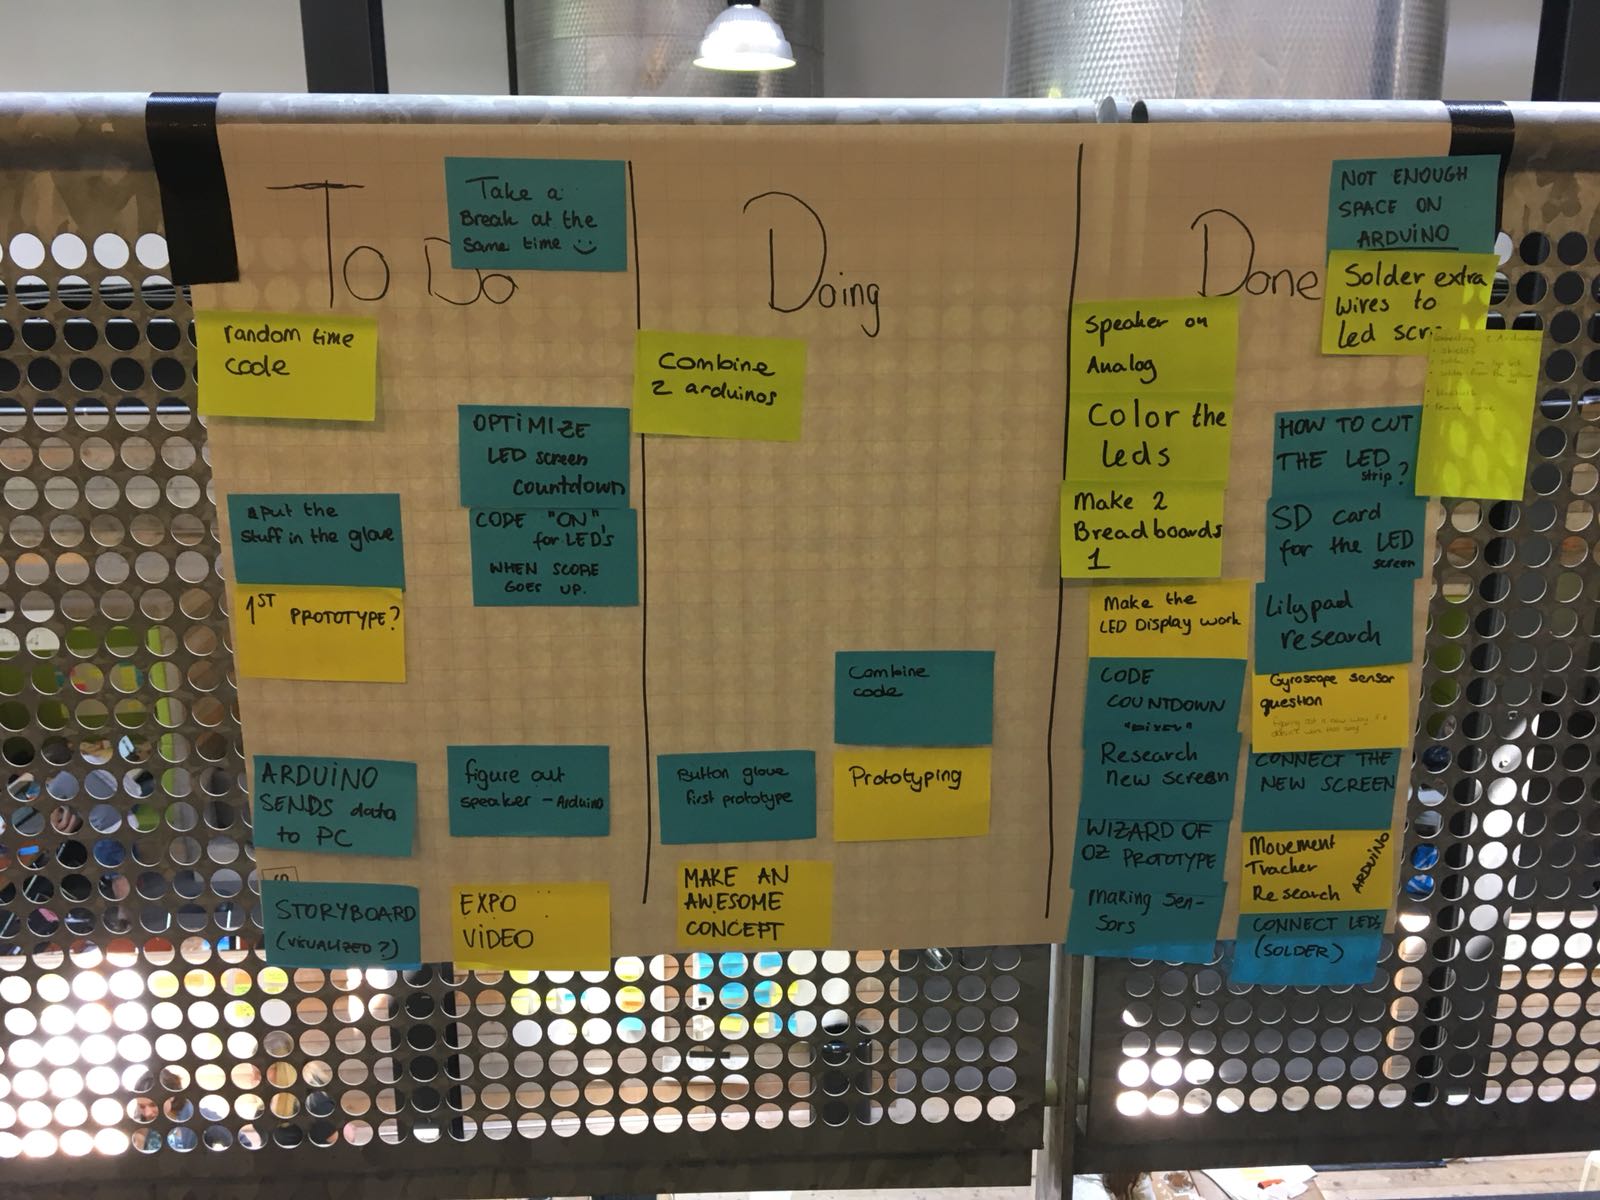 To Do
Take a
Break at the
same time
random time
code
OPTIMIZE
LED screen
countdown
CODE "ON",
for LED's
WHEN SCORE
GOES UP.
put the
stuff in the glove
1ST PROTOTYPE?
ARDUINO
SENDS data
to PC
figure out
speaker - Arduino
STORYBOARD
(VISUALIZED?)
EXPO
VIDEO
Doing
Combine
2 arduinos
Combine
code
Button glove
first prototype
Prototyping
MAKE AN
AWESOME
CONCEPT
Done
NOT ENOUGH
SPACE ON
ARDUINO
Solder extra
wires to
led scr
Speaker on
Analog
Color the
leds
Make 2
Breadboards
1
Make the
LED Display work
CODE
COUNTDOWN
Research
new screen
WIZARD OF
OZ PROTOTYPE
Making Sen-
sors
HOW TO CUT
THE LED
strip?
SD card
for the LED
screen
Lilypad
research
Gyroscope sensor
question
CONNECT THE
NEW SCREEN
Movement
Tracker
Research
ARDUINO
CONNECT LEDs
(SOLDER)